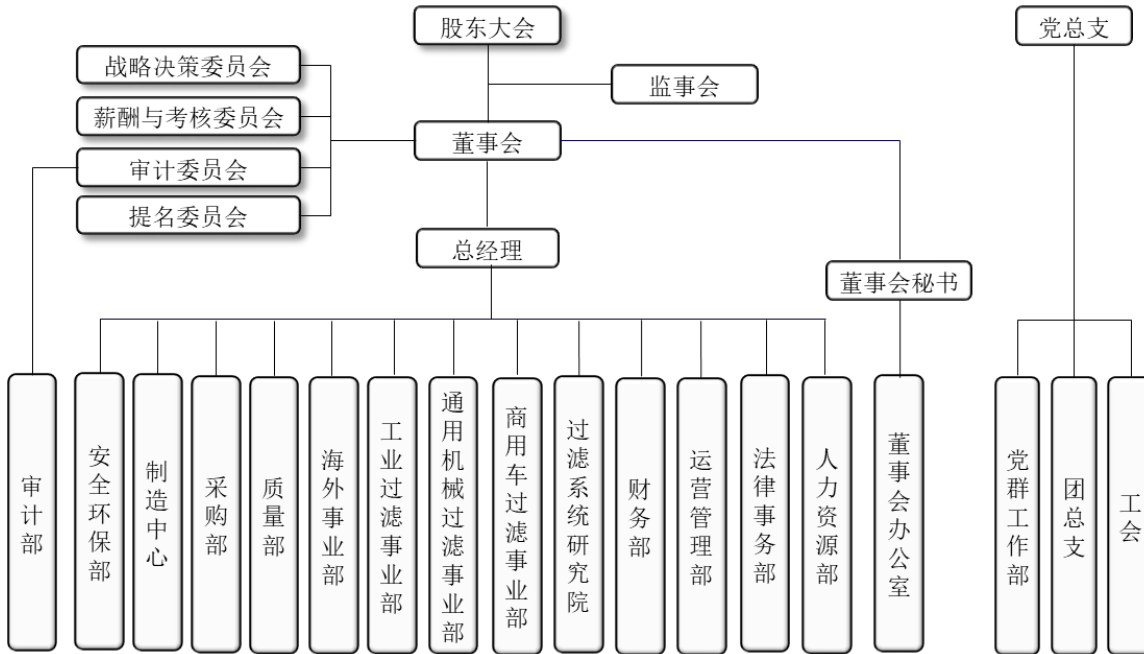 股东大会
党总支
战略决策委员会
监事会
薪酬与考核委员会
董事会
审计委员会
提名委员会
总经理
董事会秘书
审计部
安全环保部
制造中心
采购部
质量部
海外事业部
工业过滤事业部
通用机械过滤事业部
商用车过滤事业部
过滤系统研究院
财务部
运营管理部
法律事务部
人力资源部
董事会办公室
党群工作部
团总支
工会